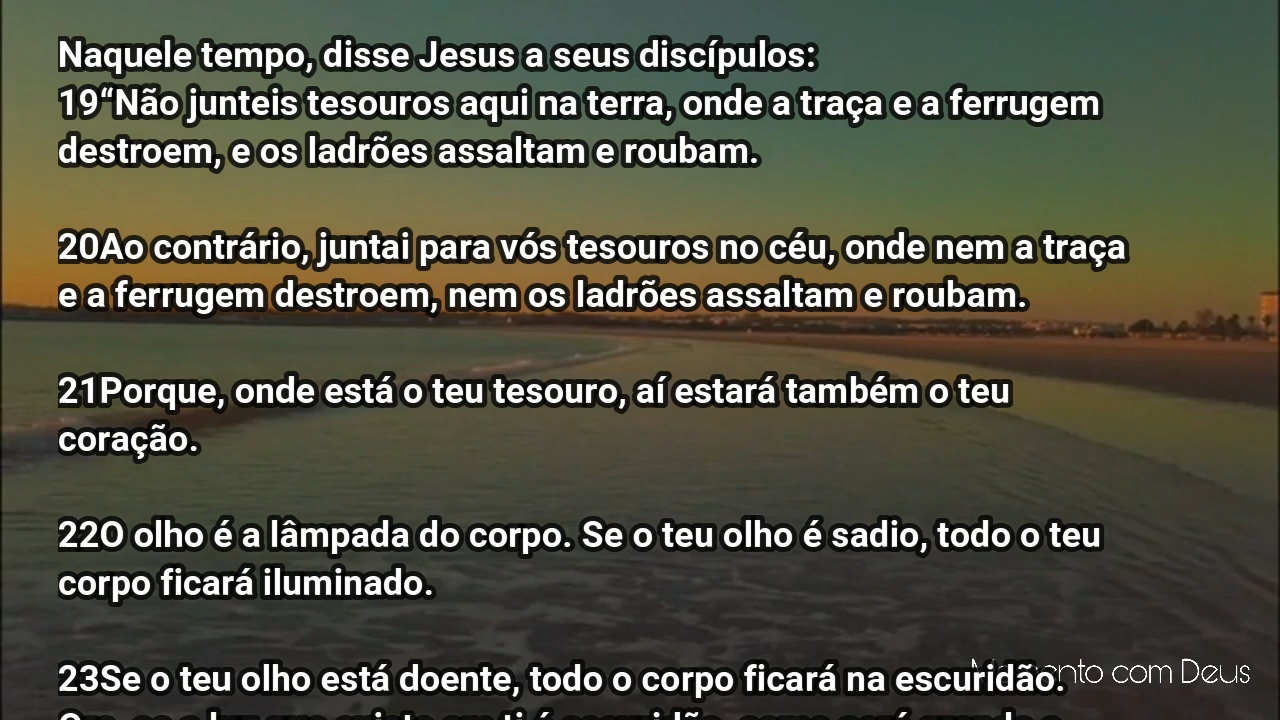 Naquele tempo, disse Jesus a seus discípulos:
19“Não junteis tesouros aqui na terra, onde a traça e a ferrugem
destroem, e os ladrões assaltam e roubam.
20Ao contrário, juntai para vós tesouros no céu, onde nem a traça
e a ferrugem destroem, nem os ladrões assaltam e roubam.
21Porque, onde está o teu tesouro, aí estará também o teu
coração.
22O olho é a lâmpada do corpo. Se o teu olho é sadio, todo o teu
corpo ficará iluminado.
23Se o teu olho está doente, todo o corpo ficará na escuridão.
com Deus